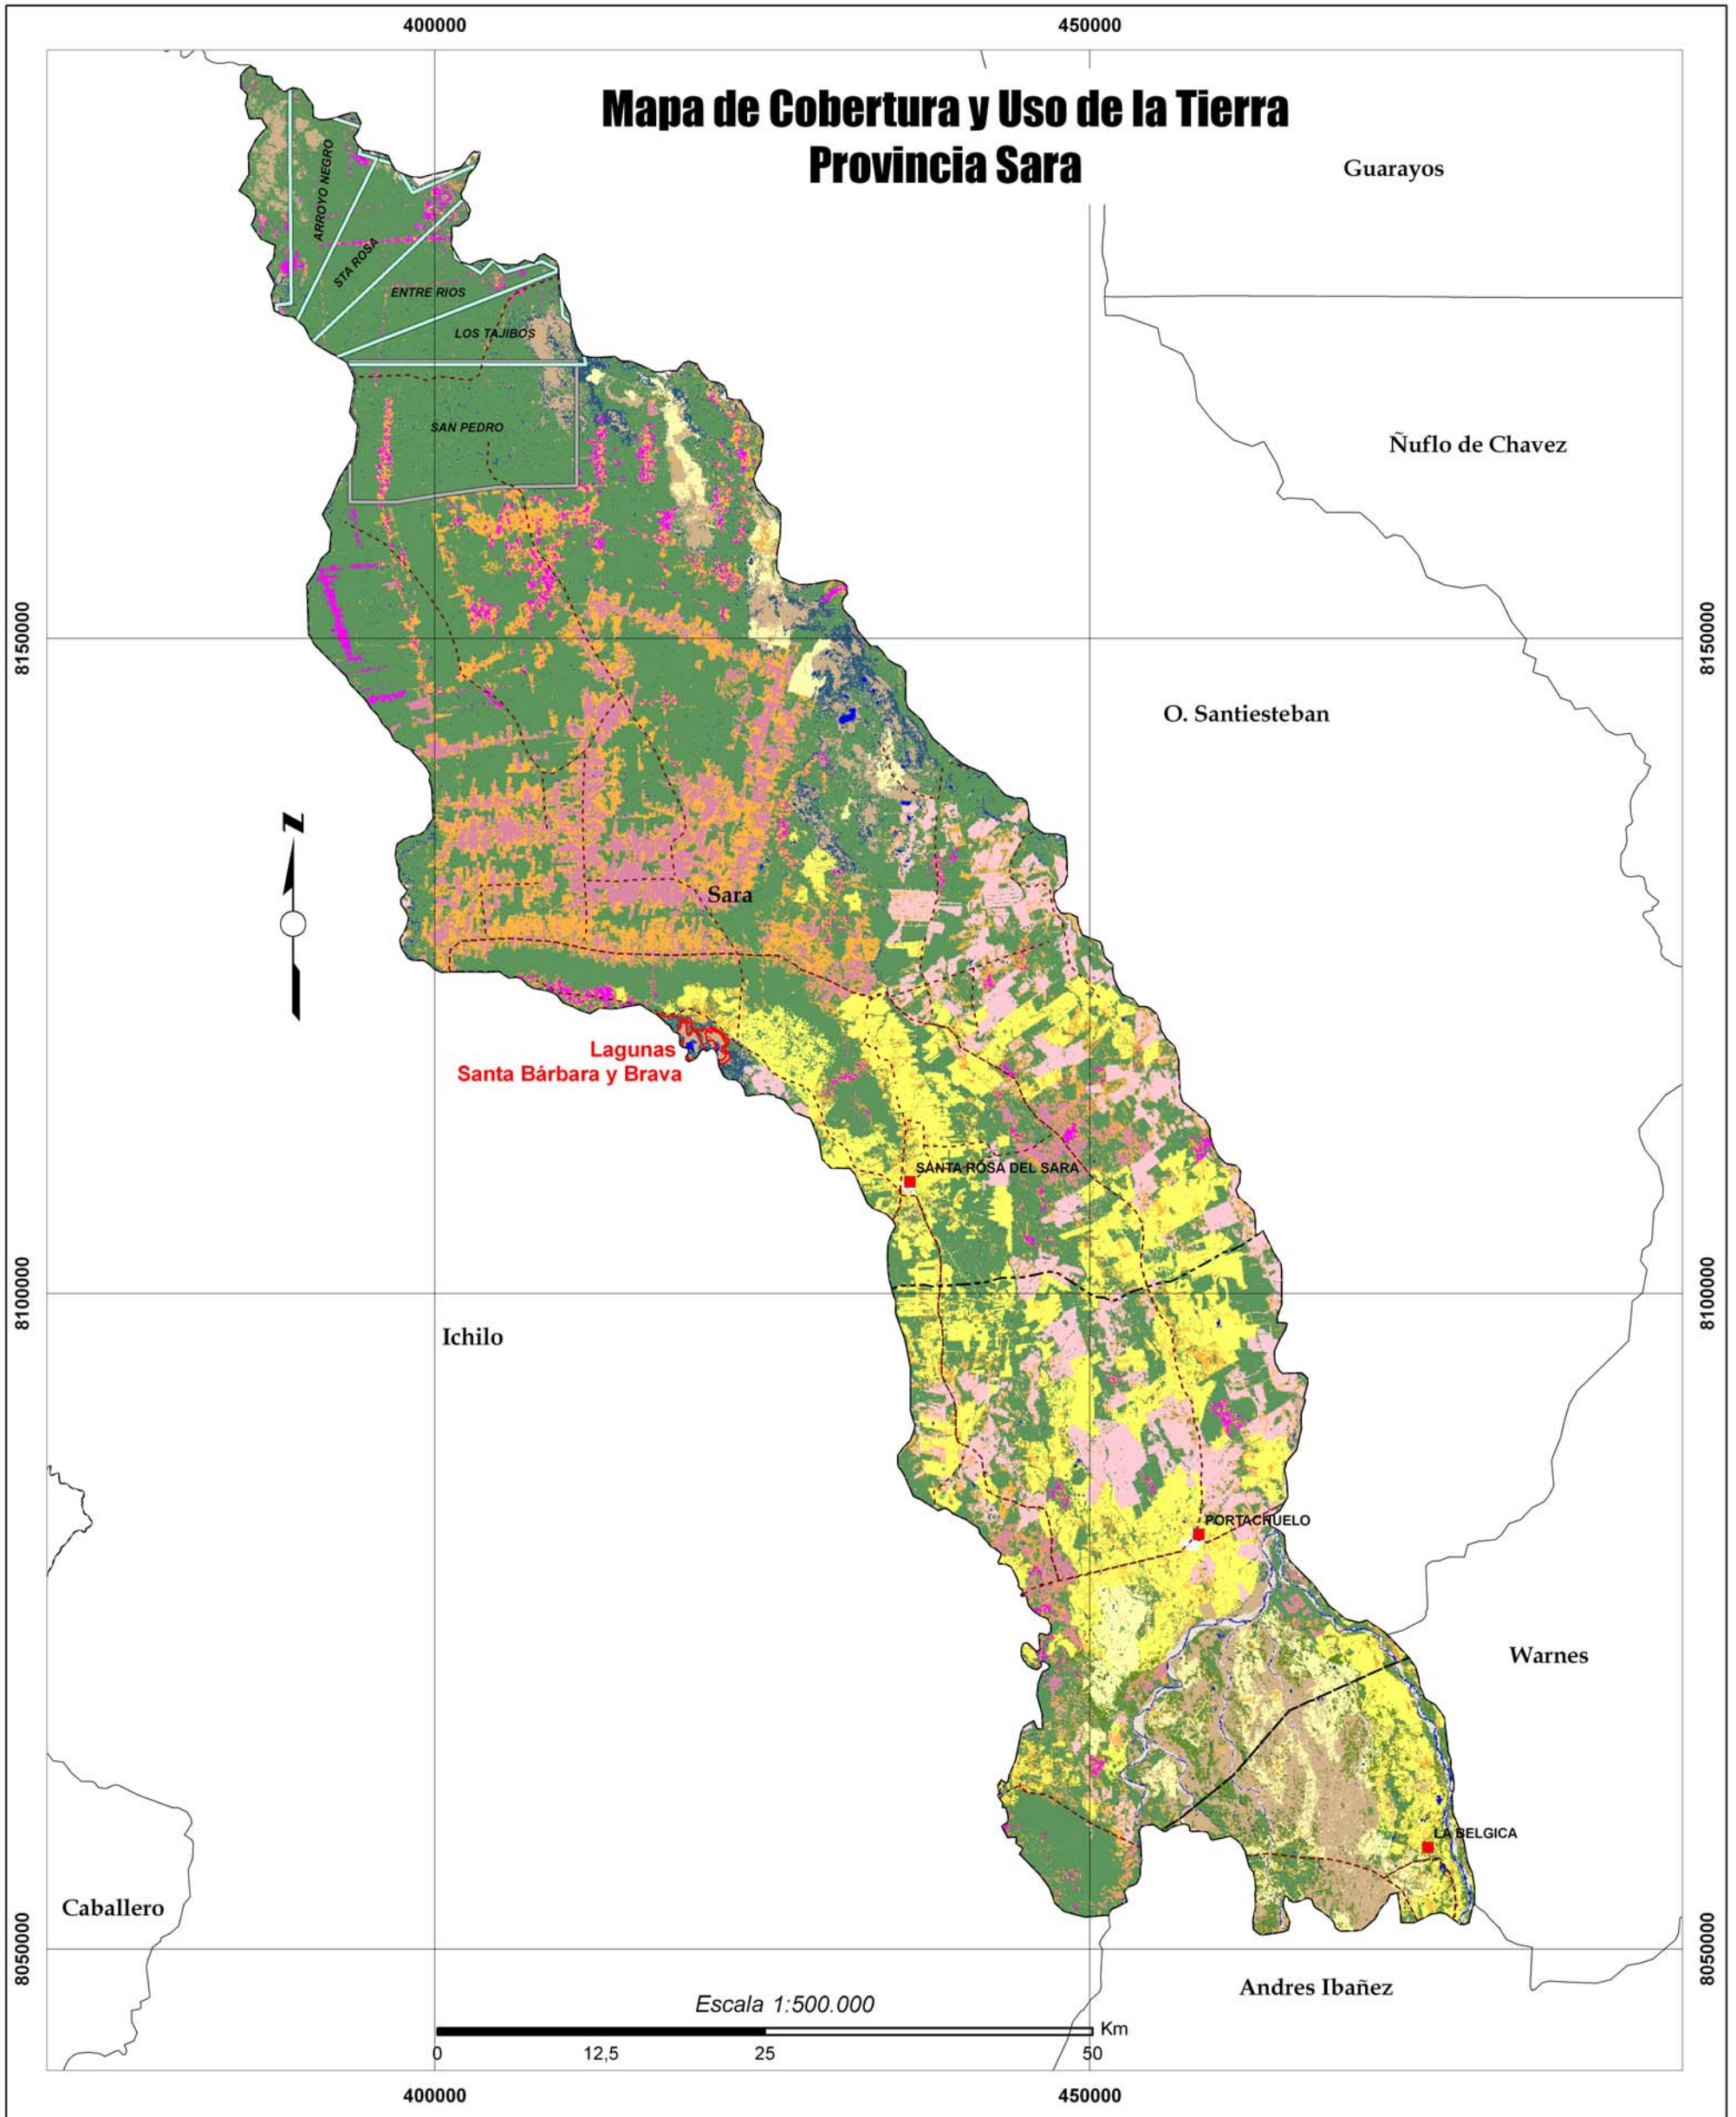 400000
450000
Mapa de Cobertura y Uso de la Tierra
Provincia Sara
Guarayos
ARROYO NEGRO
STA ROSA
ENTRE RIOS
LOS TAJIBOS
SAN PEDRO
Ñuflo de Chavez
8150000
8150000
O. Santiesteban
N
Sara
Lagunas
Santa Bárbara y Brava
SANTA ROSA DEL SARA
8100000
8100000
Ichilo
PORTACHUELO
Warnes
LA BELGICA
Caballero
8050000
8050000
Andres Ibañez
Escala 1:500.000
Km
0
12,5
25
50
400000
450000